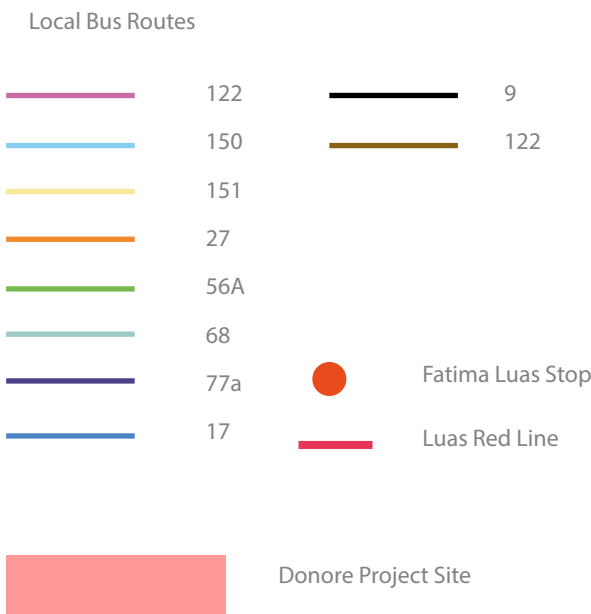 Local Bus Routes
122
150
151
27
56A
68
77a
17
9
122
Fatima Luas Stop
Luas Red Line
Donore Project Site